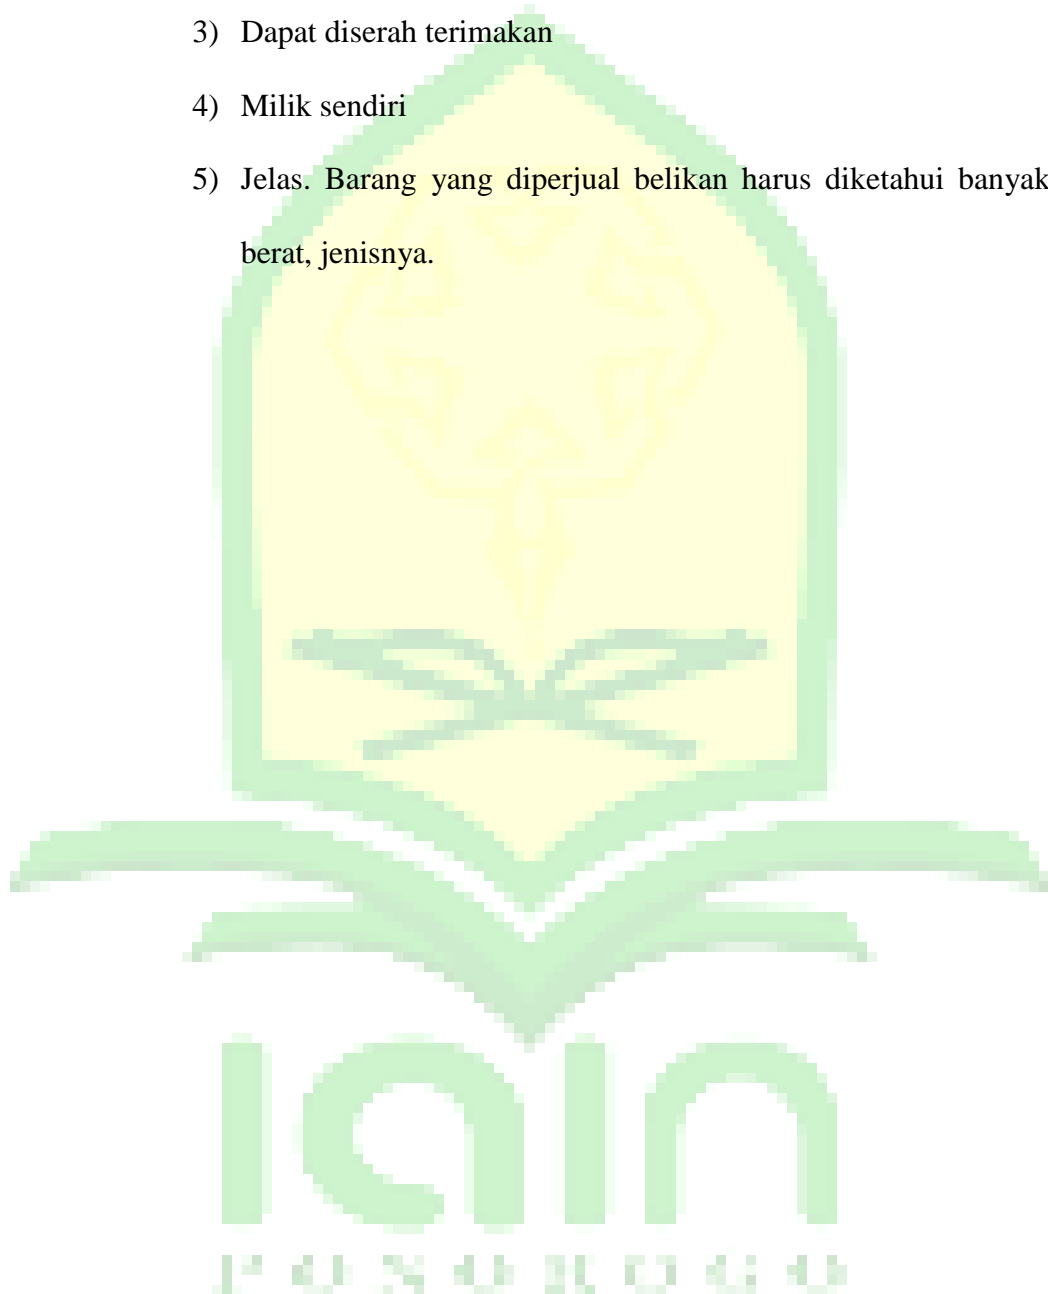 3) Dapat diserah terimakan
4) Milik sendiri
5) Jelas. Barang yang diperjual belikan harus diketahui banyak
berat, jenisnya.
iain
PONOROGO